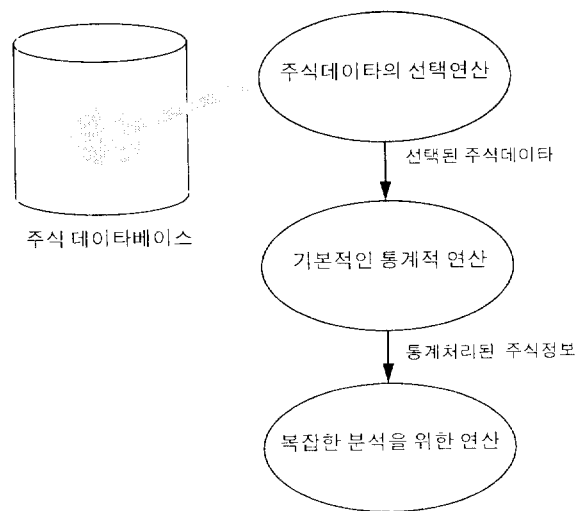 주식데이타의 선택연산
선택된 주식데이타
주식 데이타베이스
기본적인 통계적 연산
통계처리된 주식정보
복잡한 분석을 위한 연산